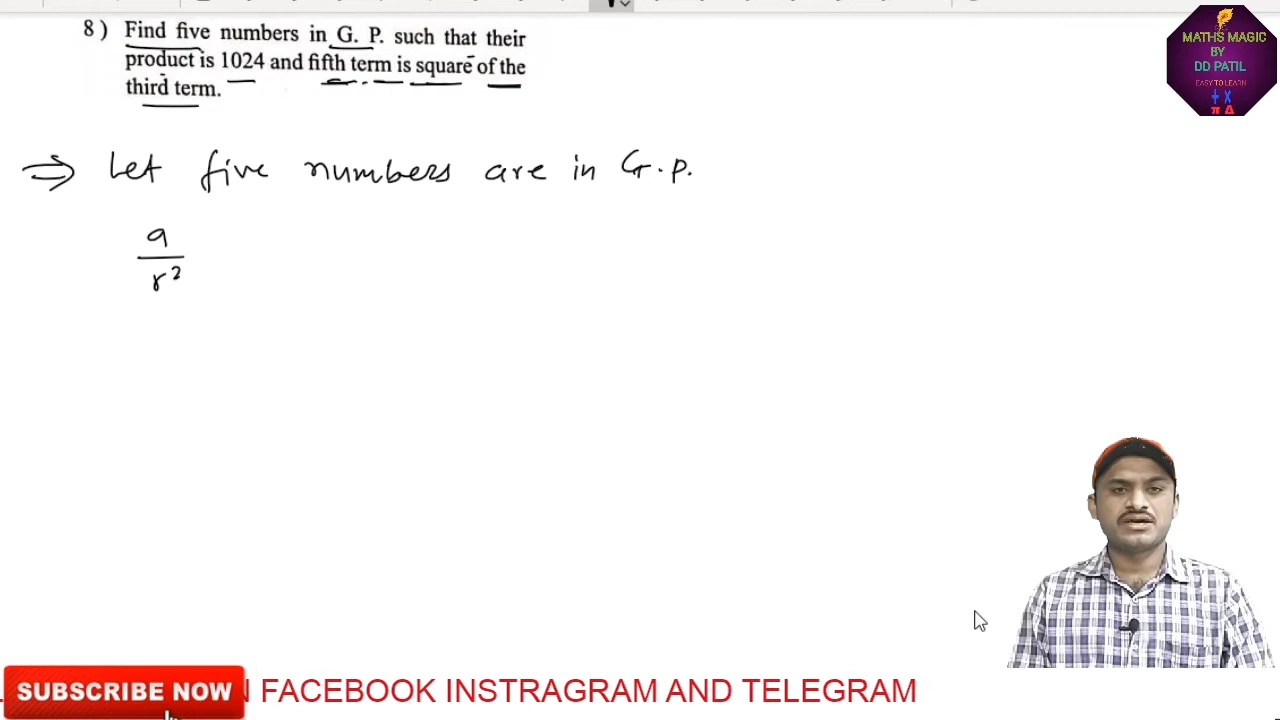 8) Find five numbers in G. P. such that their
product is 1024 and fifth term is square of the
third term.
MATHS MAGIC
BY
DD PATIL
EASY TO LEARN
+ X
π Δ
⇒ Let five numbers are in G.P.
a
r²
SUBSCRIBE NOW
N FACEBOOK INSTRAGRAM AND TELEGRAM